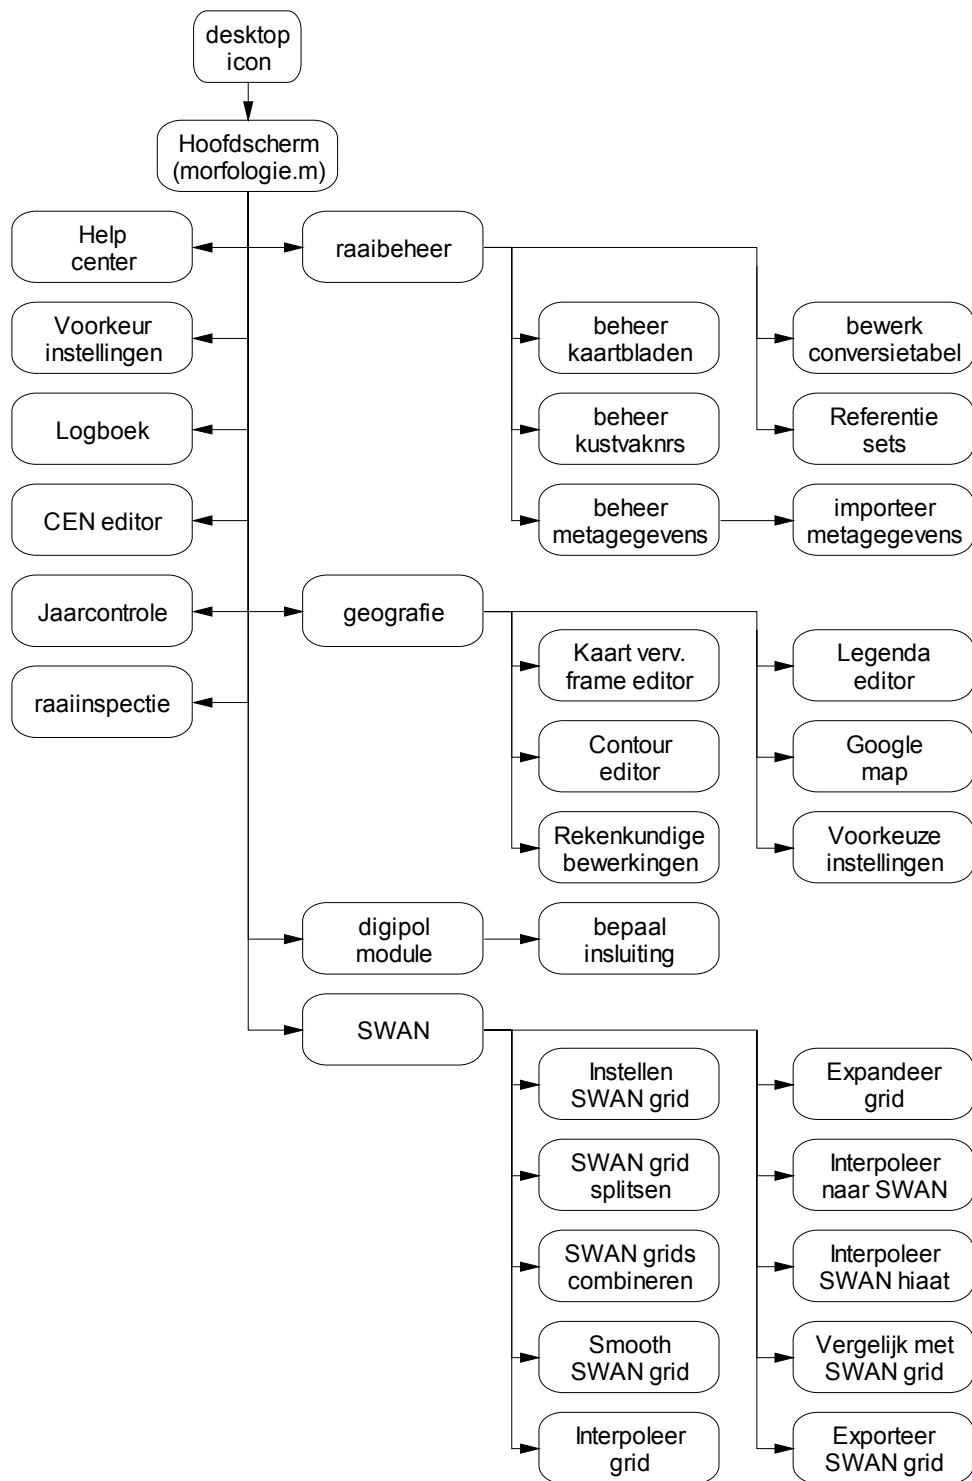 desktop
icon
Hoofdscherm
(morfologie.m)
Help
center
raaibeheer
Voorkeur
instellingen
beheer
kaartbladen
bewerk
conversietabel
Logboek
beheer
kustvaknrs
Referentie
sets
CEN editor
beheer
metagegevens
importeer
metagegevens
Jaarcontrole
geografie
raaiinspectie
Kaart verv.
frame editor
Legenda
editor
Contour
editor
Google
map
Rekenkundige
bewerkingen
Voorkeuze
instellingen
digipol
module
bepaal
insluiting
SWAN
Instellen
SWAN grid
Expandeer
grid
SWAN grid
splitsen
Interpoleer
naar SWAN
SWAN grids
combineren
Interpoleer
SWAN hiaat
Smooth
SWAN grid
Vergelijk met
SWAN grid
Interpoleer
grid
Exporteer
SWAN grid